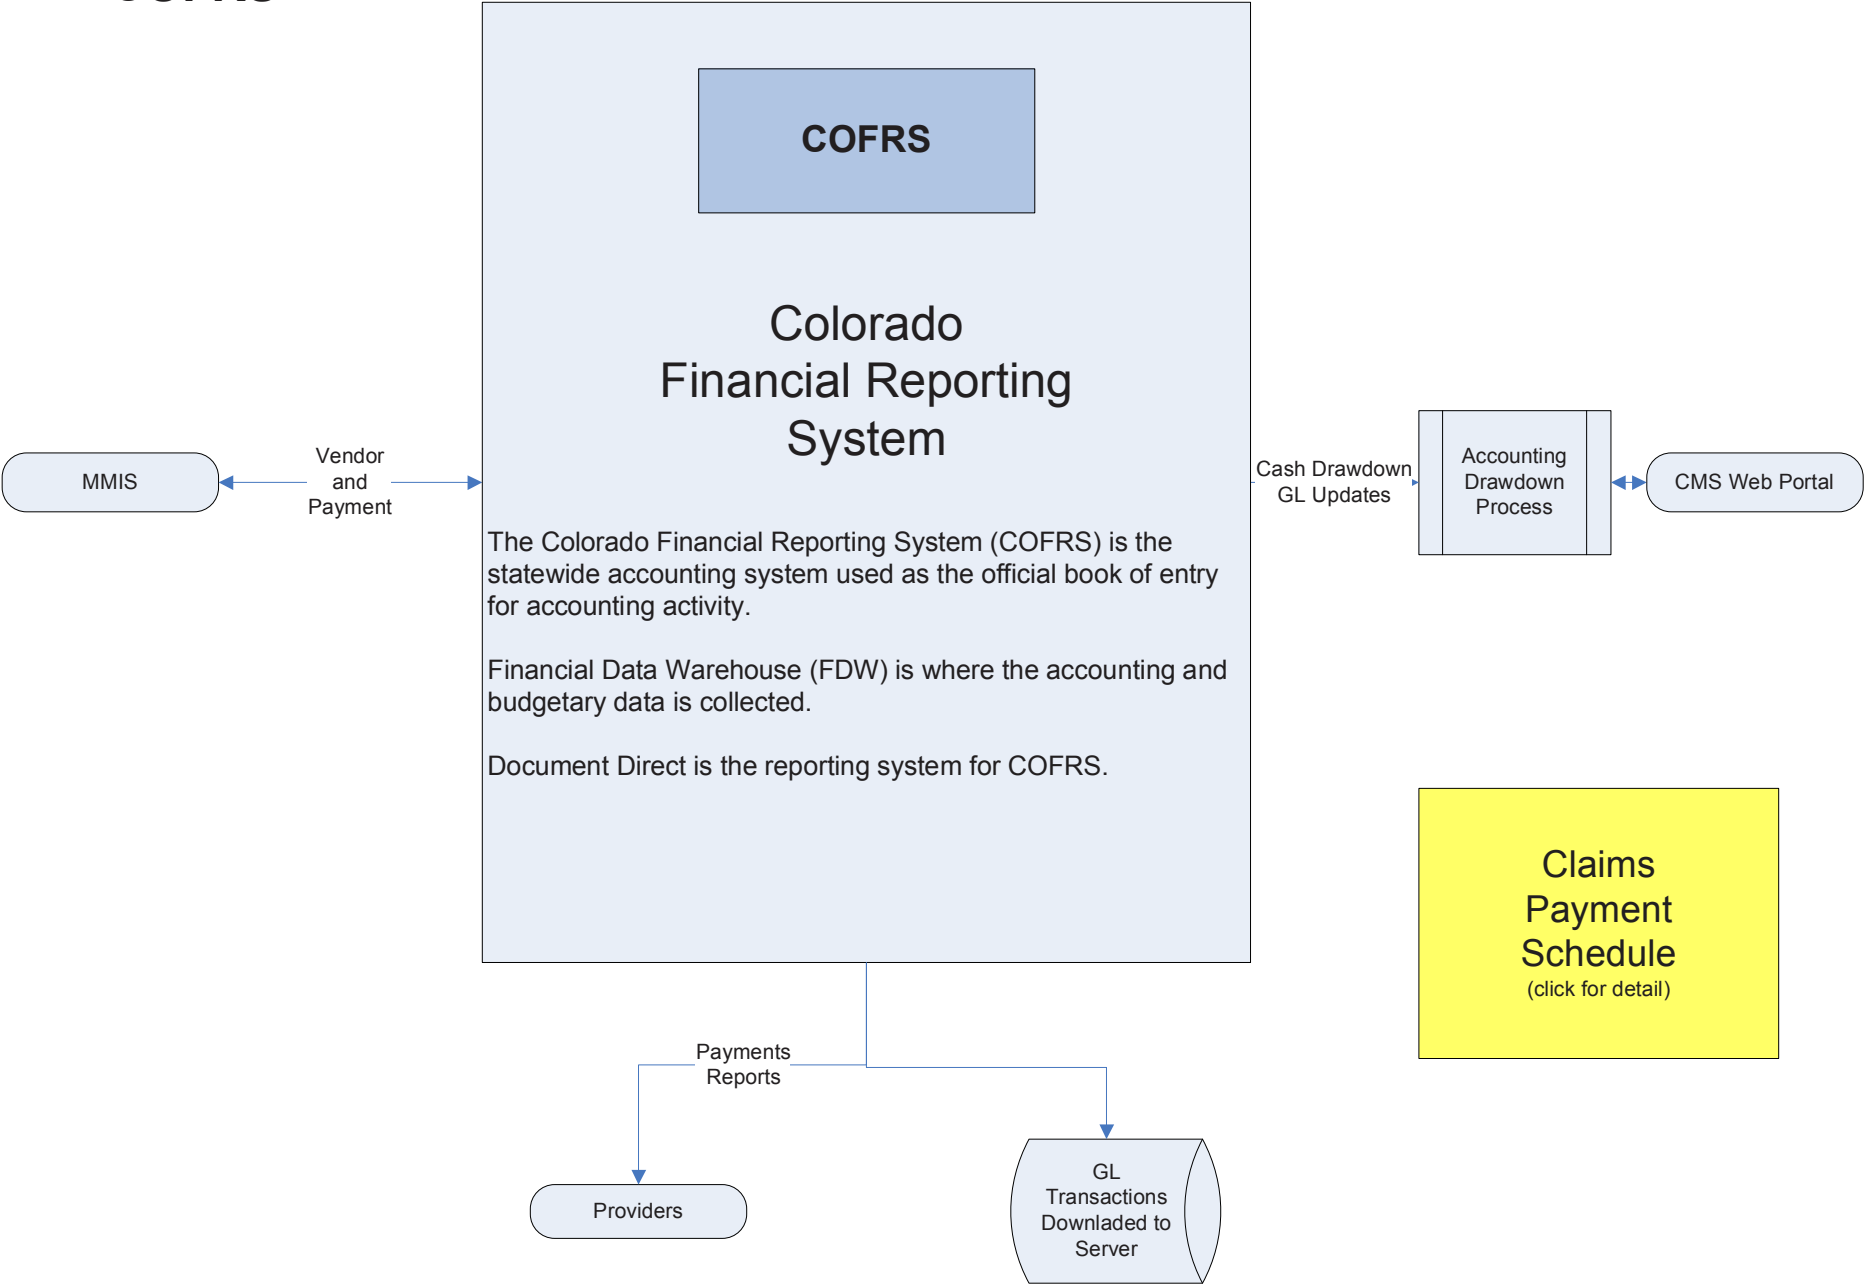 COFRS
COFRS
Colorado
Financial Reporting
System
The Colorado Financial Reporting System (COFRS) is the
statewide accounting system used as the official book of entry
for accounting activity.
Financial Data Warehouse (FDW) is where the accounting and
budgetary data is collected.
Document Direct is the reporting system for COFRS.
MMIS
Vendor
and
Payment
Cash Drawdown
GL Updates
Accounting
Drawdown
Process
CMS Web Portal
Claims
Payment
Schedule
(click for detail)
Payments
Reports
Providers
GL
Transactions
Downladed to
Server